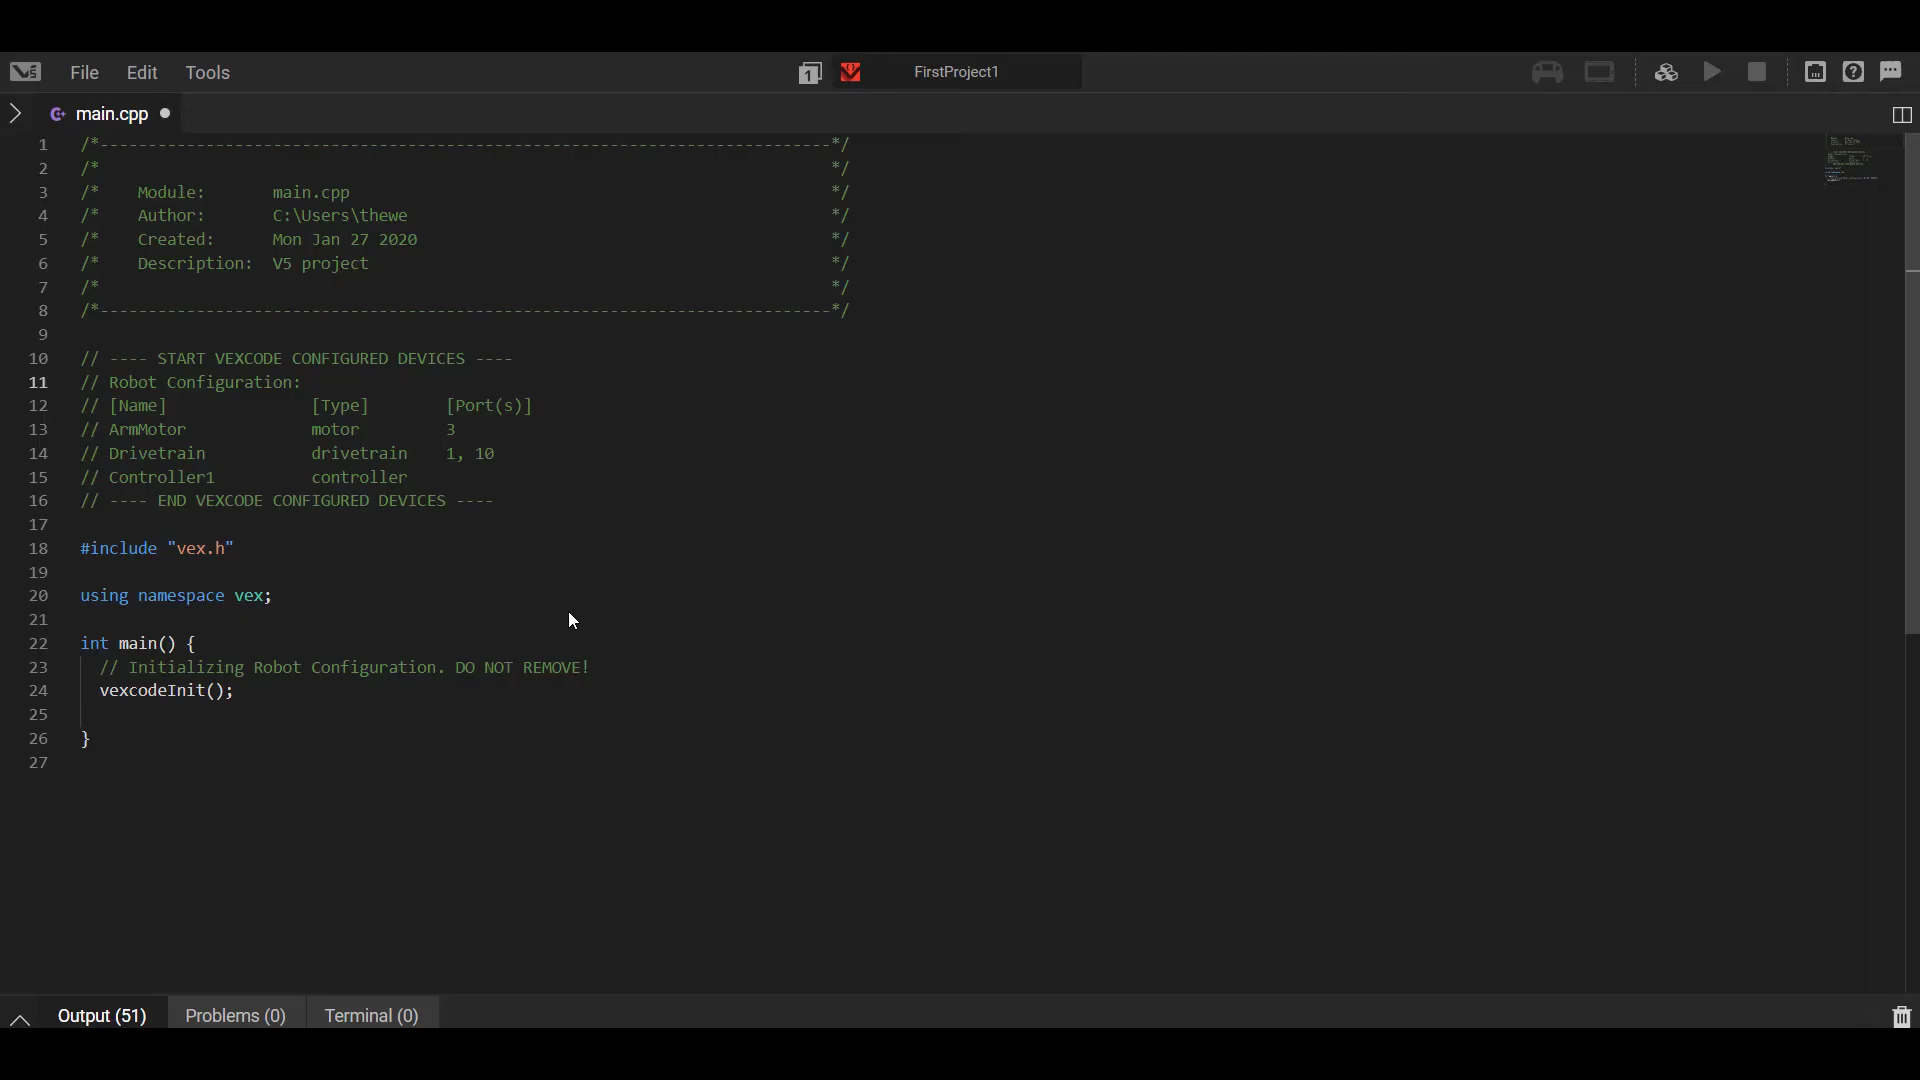 V5 File Edit Tools 1 FirstProject1
main.cpp
1 /*----------------------------------------------------------------------------*/
2 /*                                                                            */
3 /*    Module:       main.cpp                                                  */
4 /*    Author:       C:\Users\thewe                                            */
5 /*    Created:      Mon Jan 27 2020                                           */
6 /*    Description:  V5 project                                                */
7 /*                                                                            */
8 /*----------------------------------------------------------------------------*/
9
10 // ---- START VEXCODE CONFIGURED DEVICES ----
11 // Robot Configuration:
12 // [Name]               [Type]        [Port(s)]
13 // ArmMotor             motor         3
14 // Drivetrain           drivetrain    1, 10
15 // Controller1          controller
16 // ---- END VEXCODE CONFIGURED DEVICES ----
17
18 #include "vex.h"
19
20 using namespace vex;
21
22 int main() {
23   // Initializing Robot Configuration. DO NOT REMOVE!
24   vexcodeInit();
25
26 }
27
Output (51) Problems (0) Terminal (0)